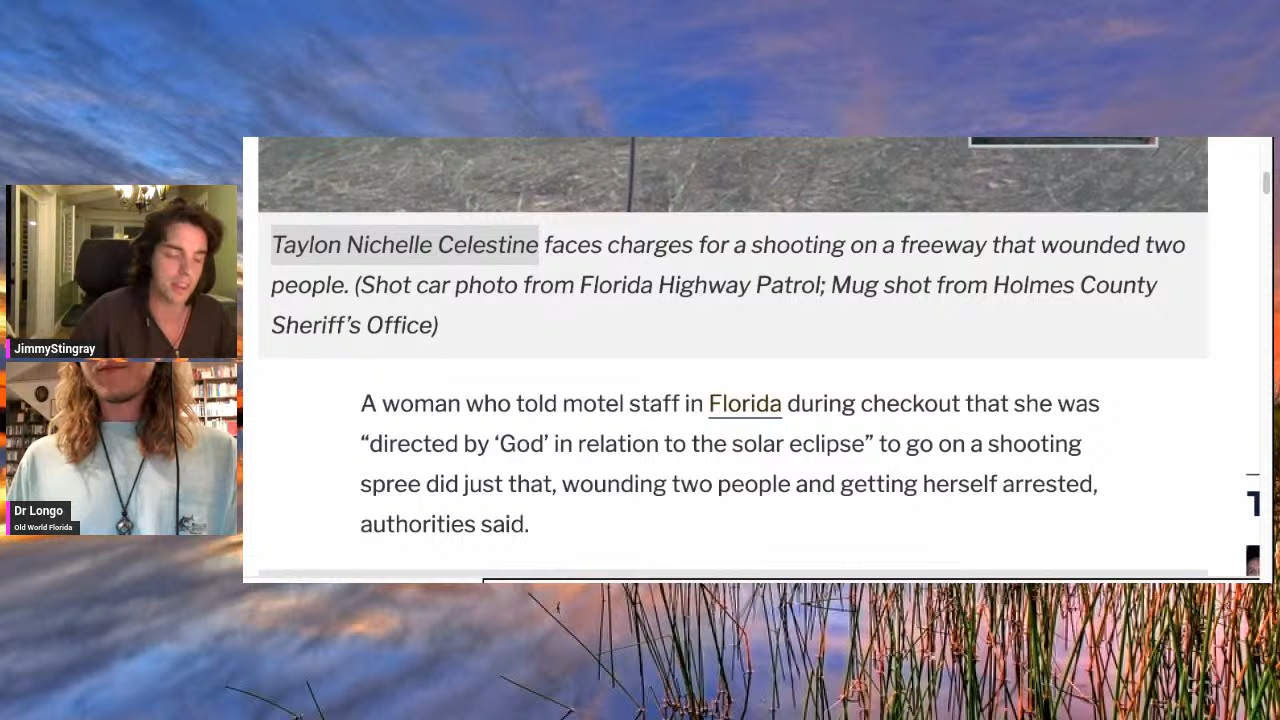 Taylon Nichelle Celestine faces charges for a shooting on a freeway that wounded two
people. (Shot car photo from Florida Highway Patrol; Mug shot from Holmes County
Sheriff’s Office)
A woman who told motel staff in Florida during checkout that she was
“directed by ‘God’ in relation to the solar eclipse” to go on a shooting
spree did just that, wounding two people and getting herself arrested,
authorities said.
JimmyStingray
Dr Longo
Old World Florida